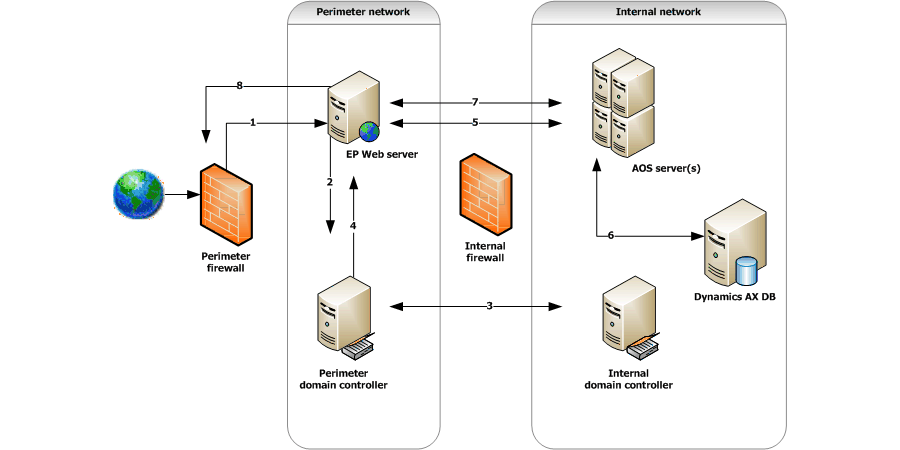 Perimeter network
Internal network
8
7
1
5
EP Web server
AOS server(s)
2
4
Perimeter
firewall
Internal
firewall
6
Dynamics AX DB
3
Perimeter
domain controller
Internal
domain controller